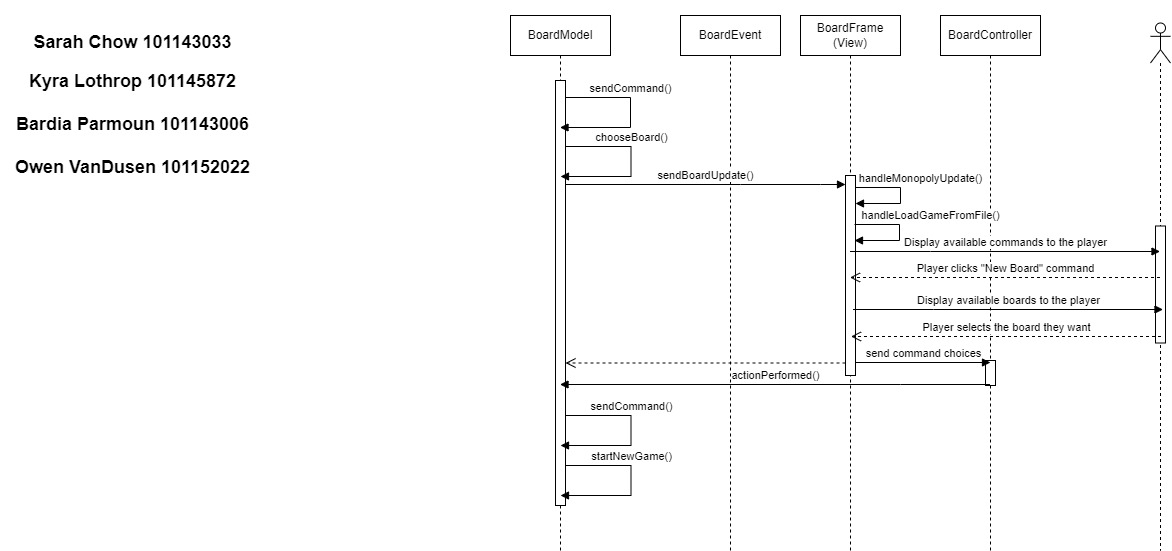 Sarah Chow 101143033
Kyra Lothrop 101145872
Bardia Parmoun 101143006
Owen VanDusen 101152022
BoardModel
BoardEvent
BoardFrame
(View)
BoardController
sendCommand()
chooseBoard()
sendBoardUpdate()
handleMonopolyUpdate()
handleLoadGameFromFile()
Display available commands to the player
Player clicks "New Board" command
Display available boards to the player
Player selects the board they want
send command choices
actionPerformed()
sendCommand()
startNewGame()